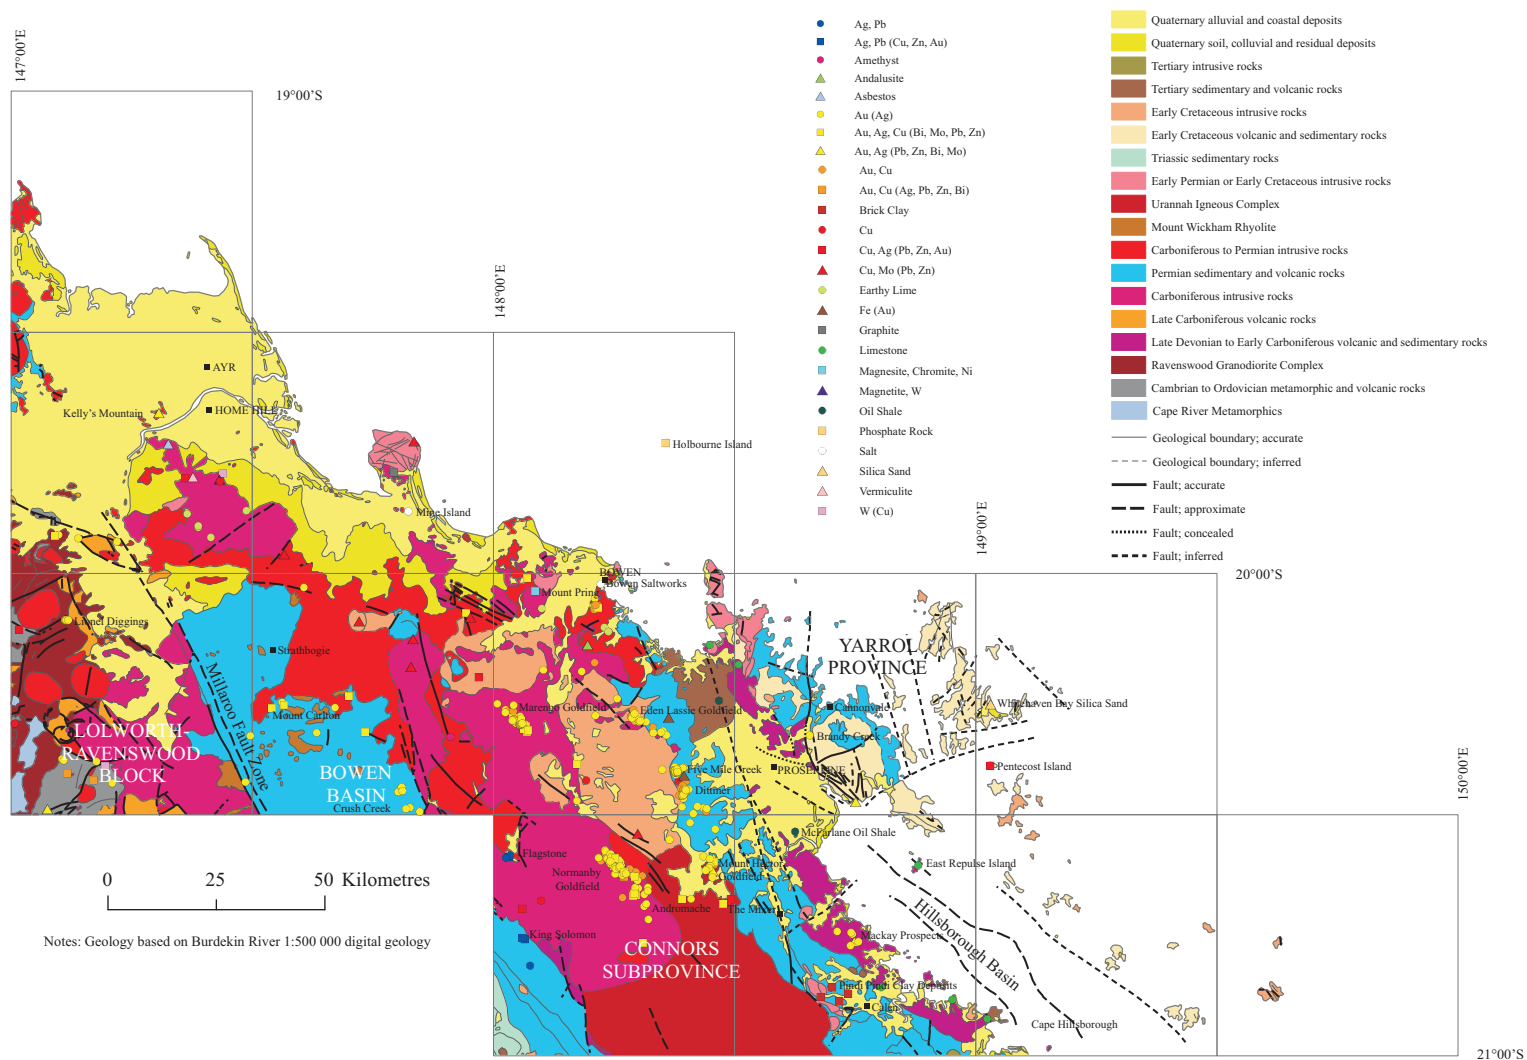 147°00'E
19°00'S
148°00'E
149°00'E
20°00'S
150°00'E
21°00'S
Ag, Pb
Ag, Pb (Cu, Zn, Au)
Amethyst
Andalusite
Asbestos
Au (Ag)
Au, Ag, Cu (Bi, Mo, Pb, Zn)
Au, Ag (Pb, Zn, Bi, Mo)
Au, Cu
Au, Cu (Ag, Pb, Zn, Bi)
Brick Clay
Cu
Cu, Ag (Pb, Zn, Au)
Cu, Mo (Pb, Zn)
Earthy Lime
Fe (Au)
Graphite
Limestone
Magnesite, Chromite, Ni
Magnetite, W
Oil Shale
Phosphate Rock
Salt
Silica Sand
Vermiculite
W (Cu)
Quaternary alluvial and coastal deposits
Quaternary soil, colluvial and residual deposits
Tertiary intrusive rocks
Tertiary sedimentary and volcanic rocks
Early Cretaceous intrusive rocks
Early Cretaceous volcanic and sedimentary rocks
Triassic sedimentary rocks
Early Permian or Early Cretaceous intrusive rocks
Urannah Igneous Complex
Mount Wickham Rhyolite
Carboniferous to Permian intrusive rocks
Permian sedimentary and volcanic rocks
Carboniferous intrusive rocks
Late Carboniferous volcanic rocks
Late Devonian to Early Carboniferous volcanic and sedimentary rocks
Ravenswood Granodiorite Complex
Cambrian to Ordovician metamorphic and volcanic rocks
Cape River Metamorphics
Geological boundary; accurate
Geological boundary; inferred
Fault; accurate
Fault; approximate
Fault; concealed
Fault; inferred
AYR
Kelly's Mountain
HOME HILL
Holbourne Island
Mine Island
BOWEN
Bowen Saltworks
Mount Pring
Lionel Diggings
Strathbogie
YARROL
PROVINCE
Millaroo Fault Zone
Mount Carlton
Marengo Goldfield
Eden Lassie Goldfield
Cannonvale
Whitehaven Bay Silica Sand
Brandy Creek
LOLWORTH-
RAVENSWOOD
BLOCK
BOWEN
BASIN
Crush Creek
Five Mile Creek
PROSERPINE
Pentecost Island
Dittmer
McFarlane Oil Shale
Flagstone
Normanby
Goldfield
Mount Hector
Goldfield
East Repulse Island
Andromache
The Mixer
Hillsborough Basin
King Solomon
CONNORS
SUBPROVINCE
Mackay Prospects
Pindi Pindi Clay Deposits
Calen
Cape Hillsborough
0 25 50 Kilometres
Notes: Geology based on Burdekin River 1:500 000 digital geology